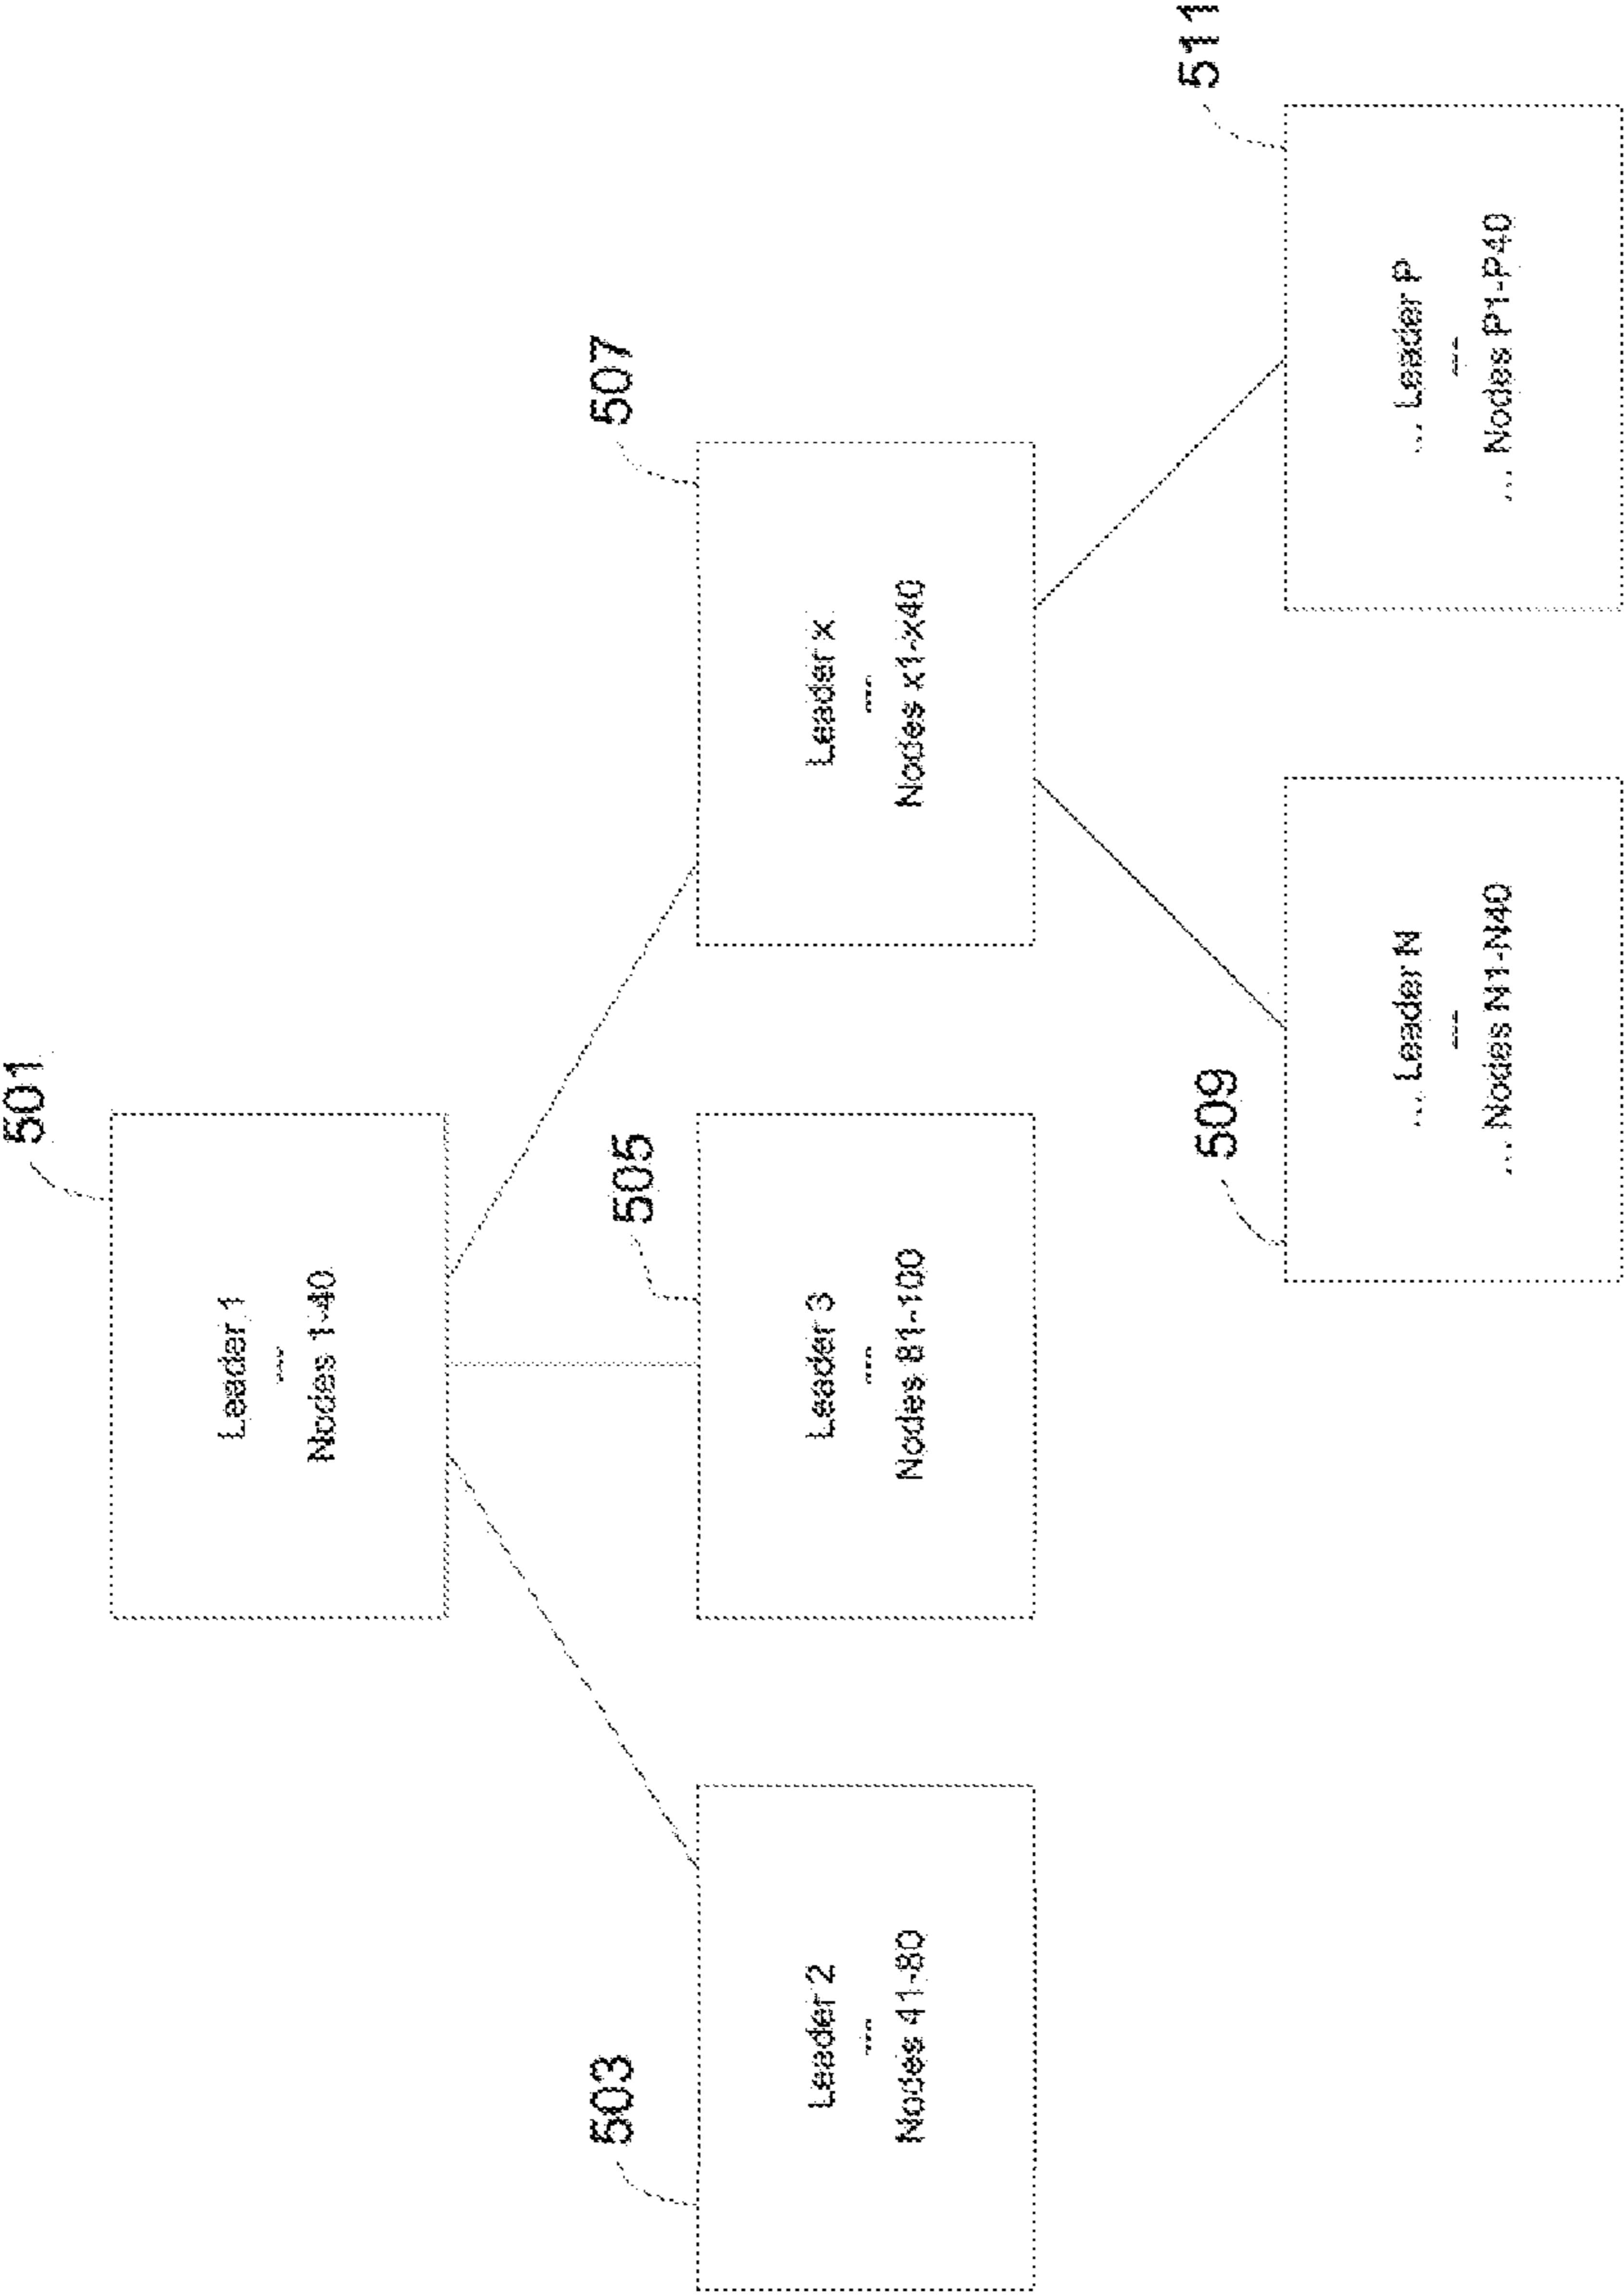 501
Leader 1
---
Nodes 1-40
503
Leader 2
---
Nodes 41-80
505
Leader 3
---
Nodes 81-100
507
Leader x
---
Nodes x1-x40
509
... Leader N
---
... Nodes N1-N40
511
... Leader P
---
... Nodes P1-P40